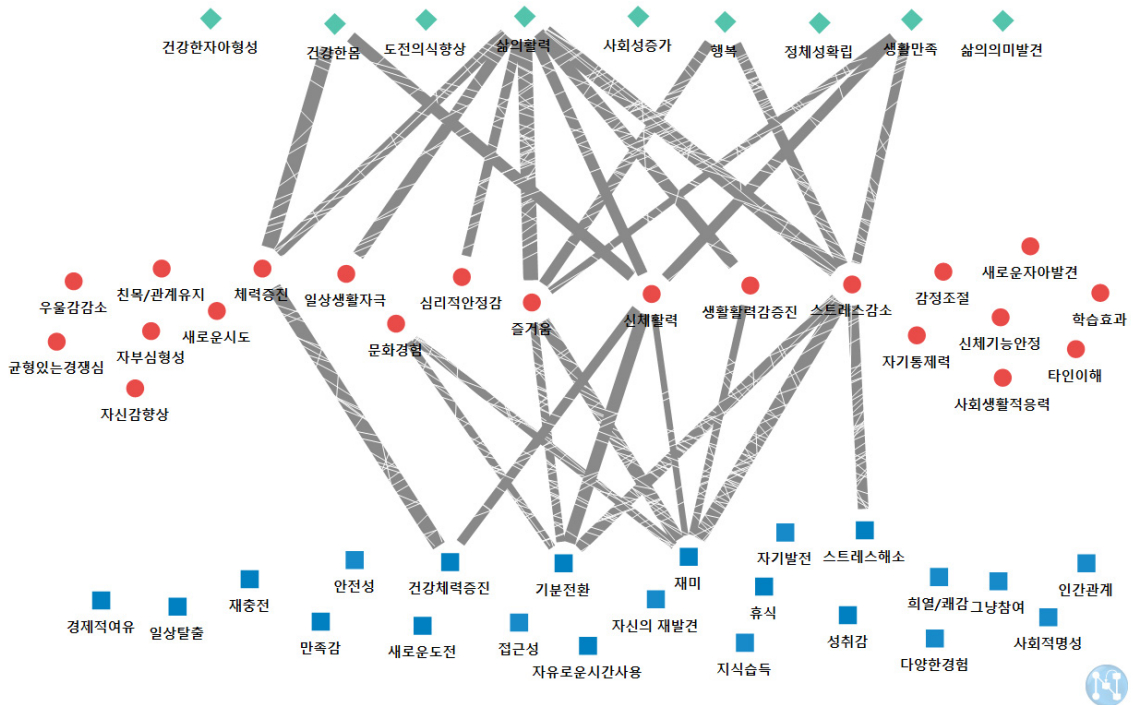 건강한자아형성
건강한몸
도전의식향상
삶의활력
사회성증가
행복
정체성확립
생활만족
삶의의미발견
우울감감소
친목/관계유지
체력증진
일상생활자극
심리적안정감
즐거움
신체활력
생활활력감증진
스트레스감소
감정조절
새로운자아발견
학습효과
새로운시도
문화경험
균형있는경쟁심
자부심형성
자신감향상
자기통제력
신체기능안정
타인이해
사회생활적응력
경제적여유
일상탈출
재충전
만족감
안전성
새로운도전
건강체력증진
접근성
기분전환
자유로운시간사용
자신의 재발견
재미
지식습득
휴식
자기발전
성취감
스트레스해소
다양한경험
희열/쾌감
그냥참여
사회적명성
인간관계
N